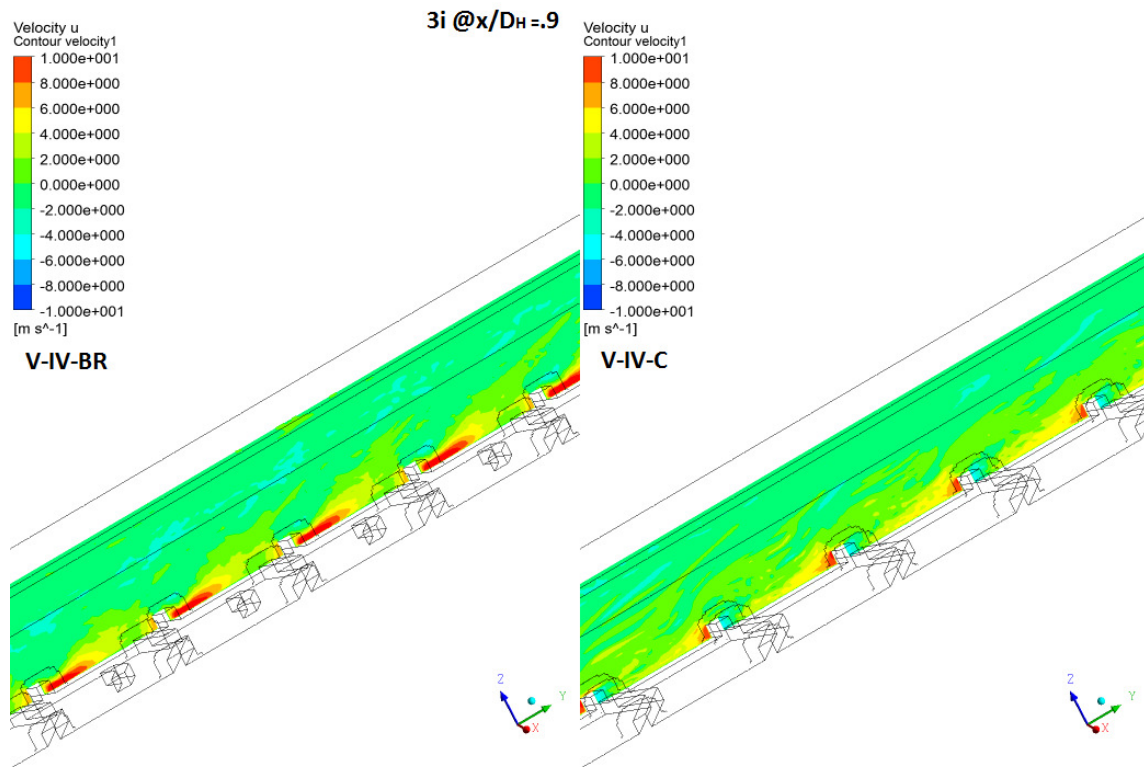 3i @x/DH =.9
Velocity u
Contour velocity1
1.000e+001
8.000e+000
6.000e+000
4.000e+000
2.000e+000
0.000e+000
-2.000e+000
-4.000e+000
-6.000e+000
-8.000e+000
-1.000e+001
[m s^-1]
V-IV-BR
Z
Y
X
Velocity u
Contour velocity1
1.000e+001
8.000e+000
6.000e+000
4.000e+000
2.000e+000
0.000e+000
-2.000e+000
-4.000e+000
-6.000e+000
-8.000e+000
-1.000e+001
[m s^-1]
V-IV-C
Z
Y
X